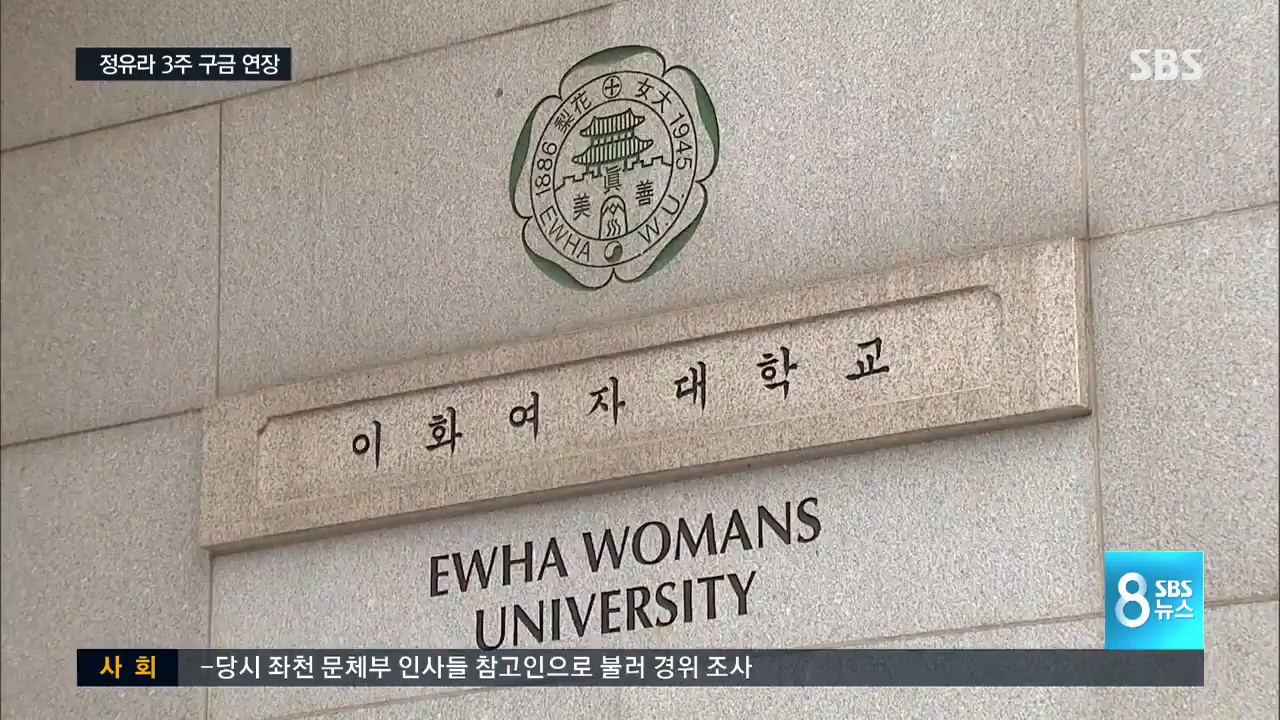 정유라 3주 구금 연장
SBS
1886 梨花 女大 1945
眞
美 善
EWHA W.U.
이화여자대학교
EWHA WOMANS
UNIVERSITY
8 SBS
뉴스
사회 -당시 좌천 문체부 인사들 참고인으로 불러 경위 조사